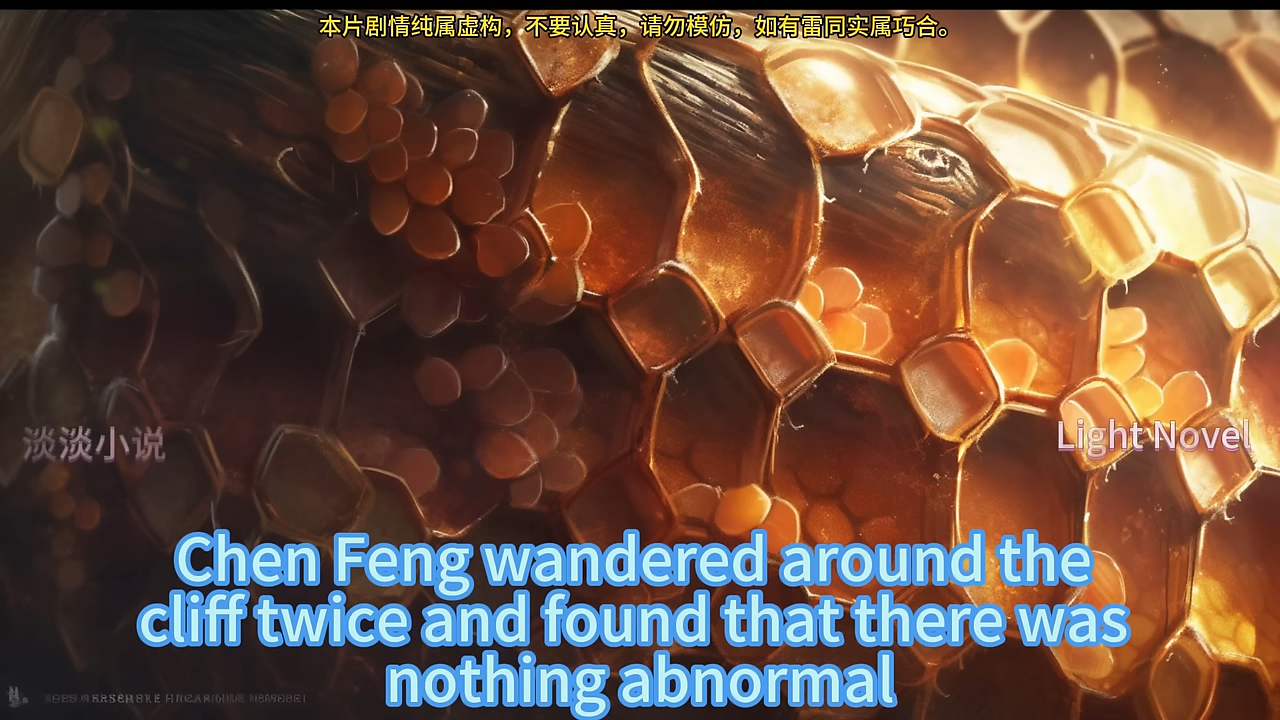 本片剧情纯属虚构，不要认真，请勿模仿，如有雷同实属巧合。
淡淡小说
Light Novel
Chen Feng wandered around the
cliff twice and found that there was
nothing abnormal